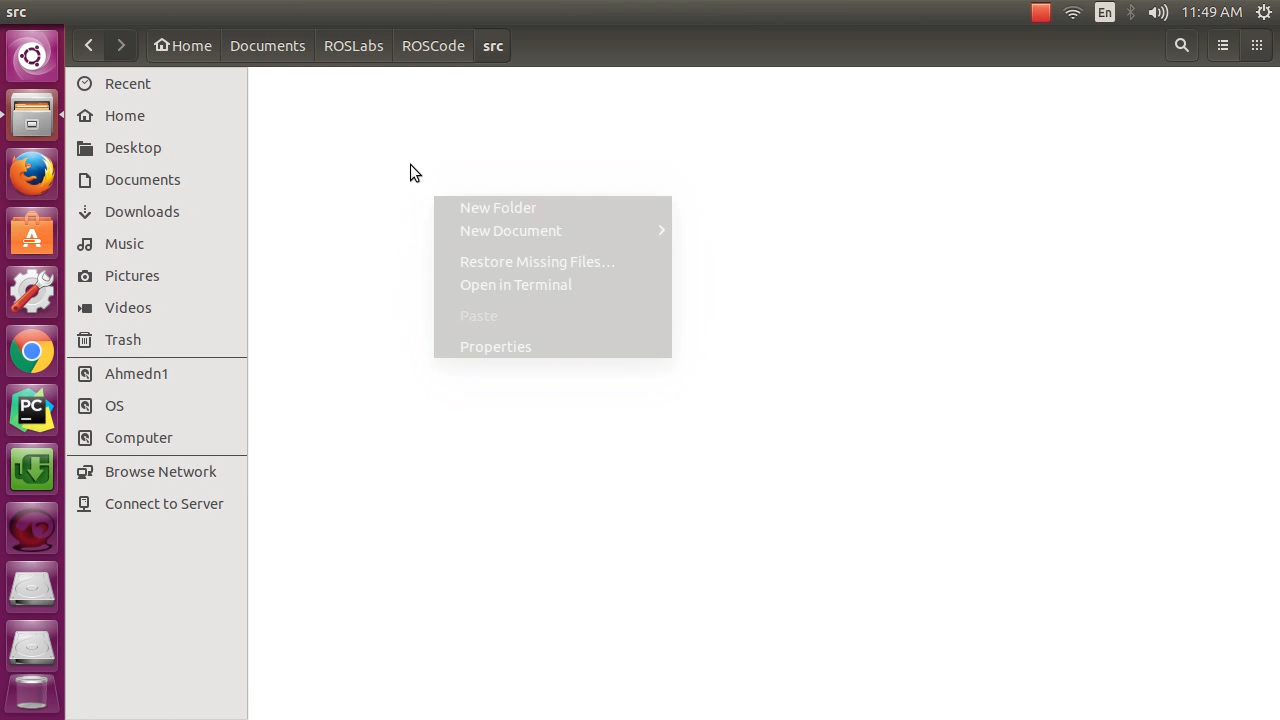 src
En
11:49 AM
Home
Documents
ROSLabs
ROSCode
src
Recent
Home
Desktop
Documents
Downloads
Music
Pictures
Videos
Trash
Ahmedn1
OS
Computer
Browse Network
Connect to Server
New Folder
New Document
Restore Missing Files…
Open in Terminal
Paste
Properties
PC